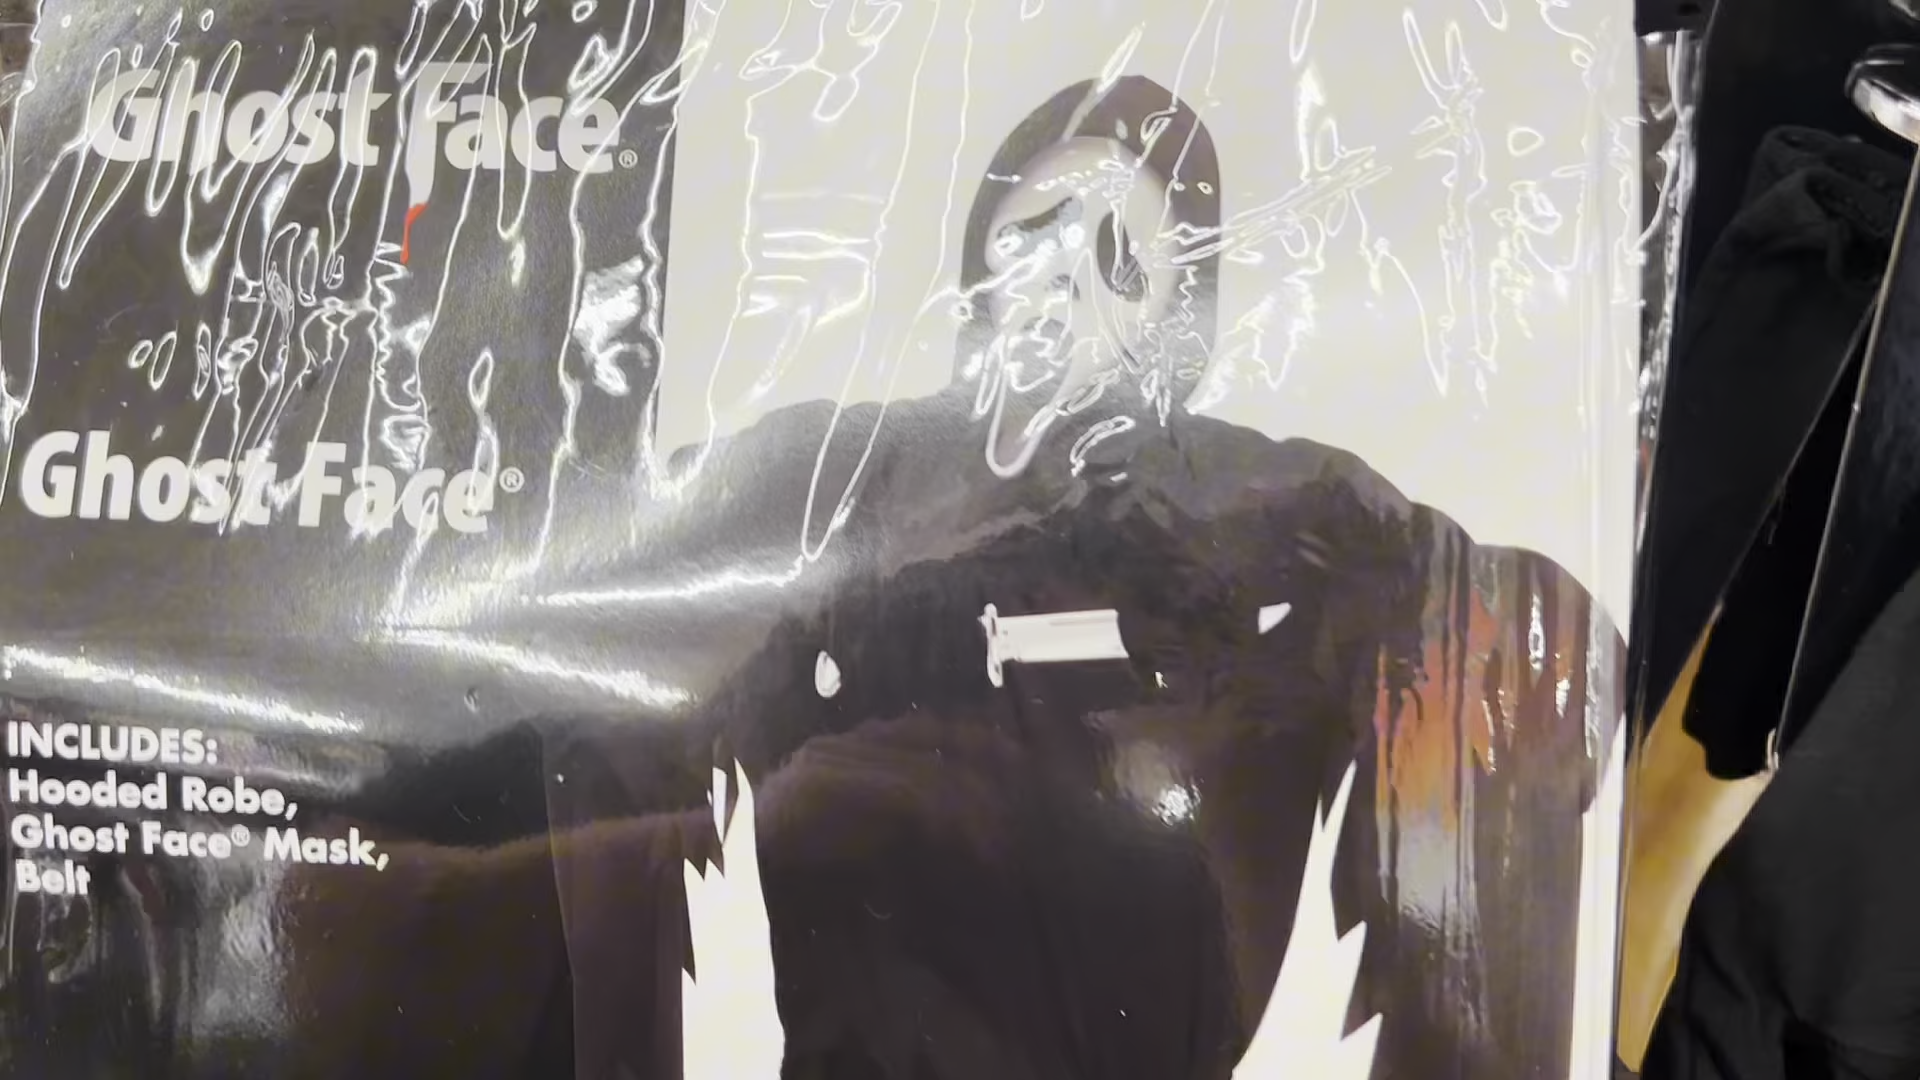 Ghost Face®
Ghost Face®
INCLUDES:
Hooded Robe,
Ghost Face® Mask,
Belt